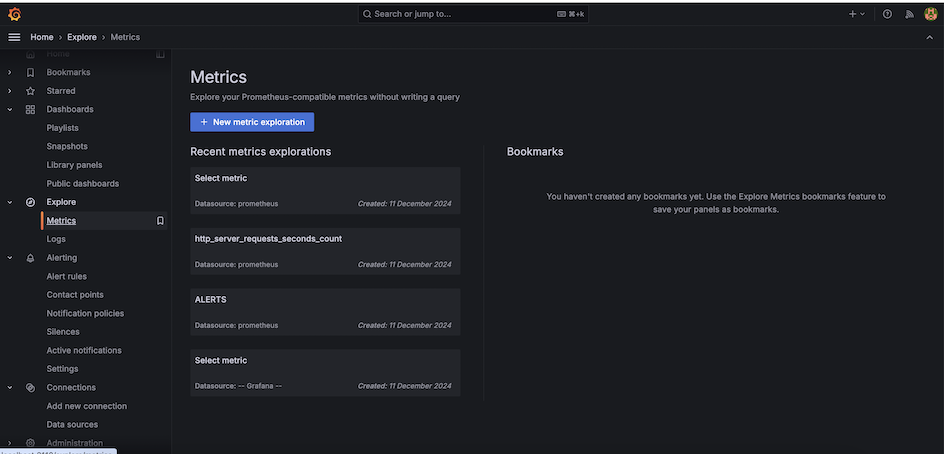 Search or jump to... ⌘+k
Home › Explore › Metrics
Home
Bookmarks
Starred
Dashboards
Playlists
Snapshots
Library panels
Public dashboards
Explore
Metrics
Logs
Alerting
Alert rules
Contact points
Notification policies
Silences
Active notifications
Settings
Connections
Add new connection
Data sources
Administration
Metrics
Explore your Prometheus-compatible metrics without writing a query
+ New metric exploration
Recent metrics explorations
Select metric
Datasource: prometheus Created: 11 December 2024
http_server_requests_seconds_count
Datasource: prometheus Created: 11 December 2024
ALERTS
Datasource: prometheus Created: 11 December 2024
Select metric
Datasource: -- Grafana -- Created: 11 December 2024
Bookmarks
You haven't created any bookmarks yet. Use the Explore Metrics bookmarks feature to
save your panels as bookmarks.